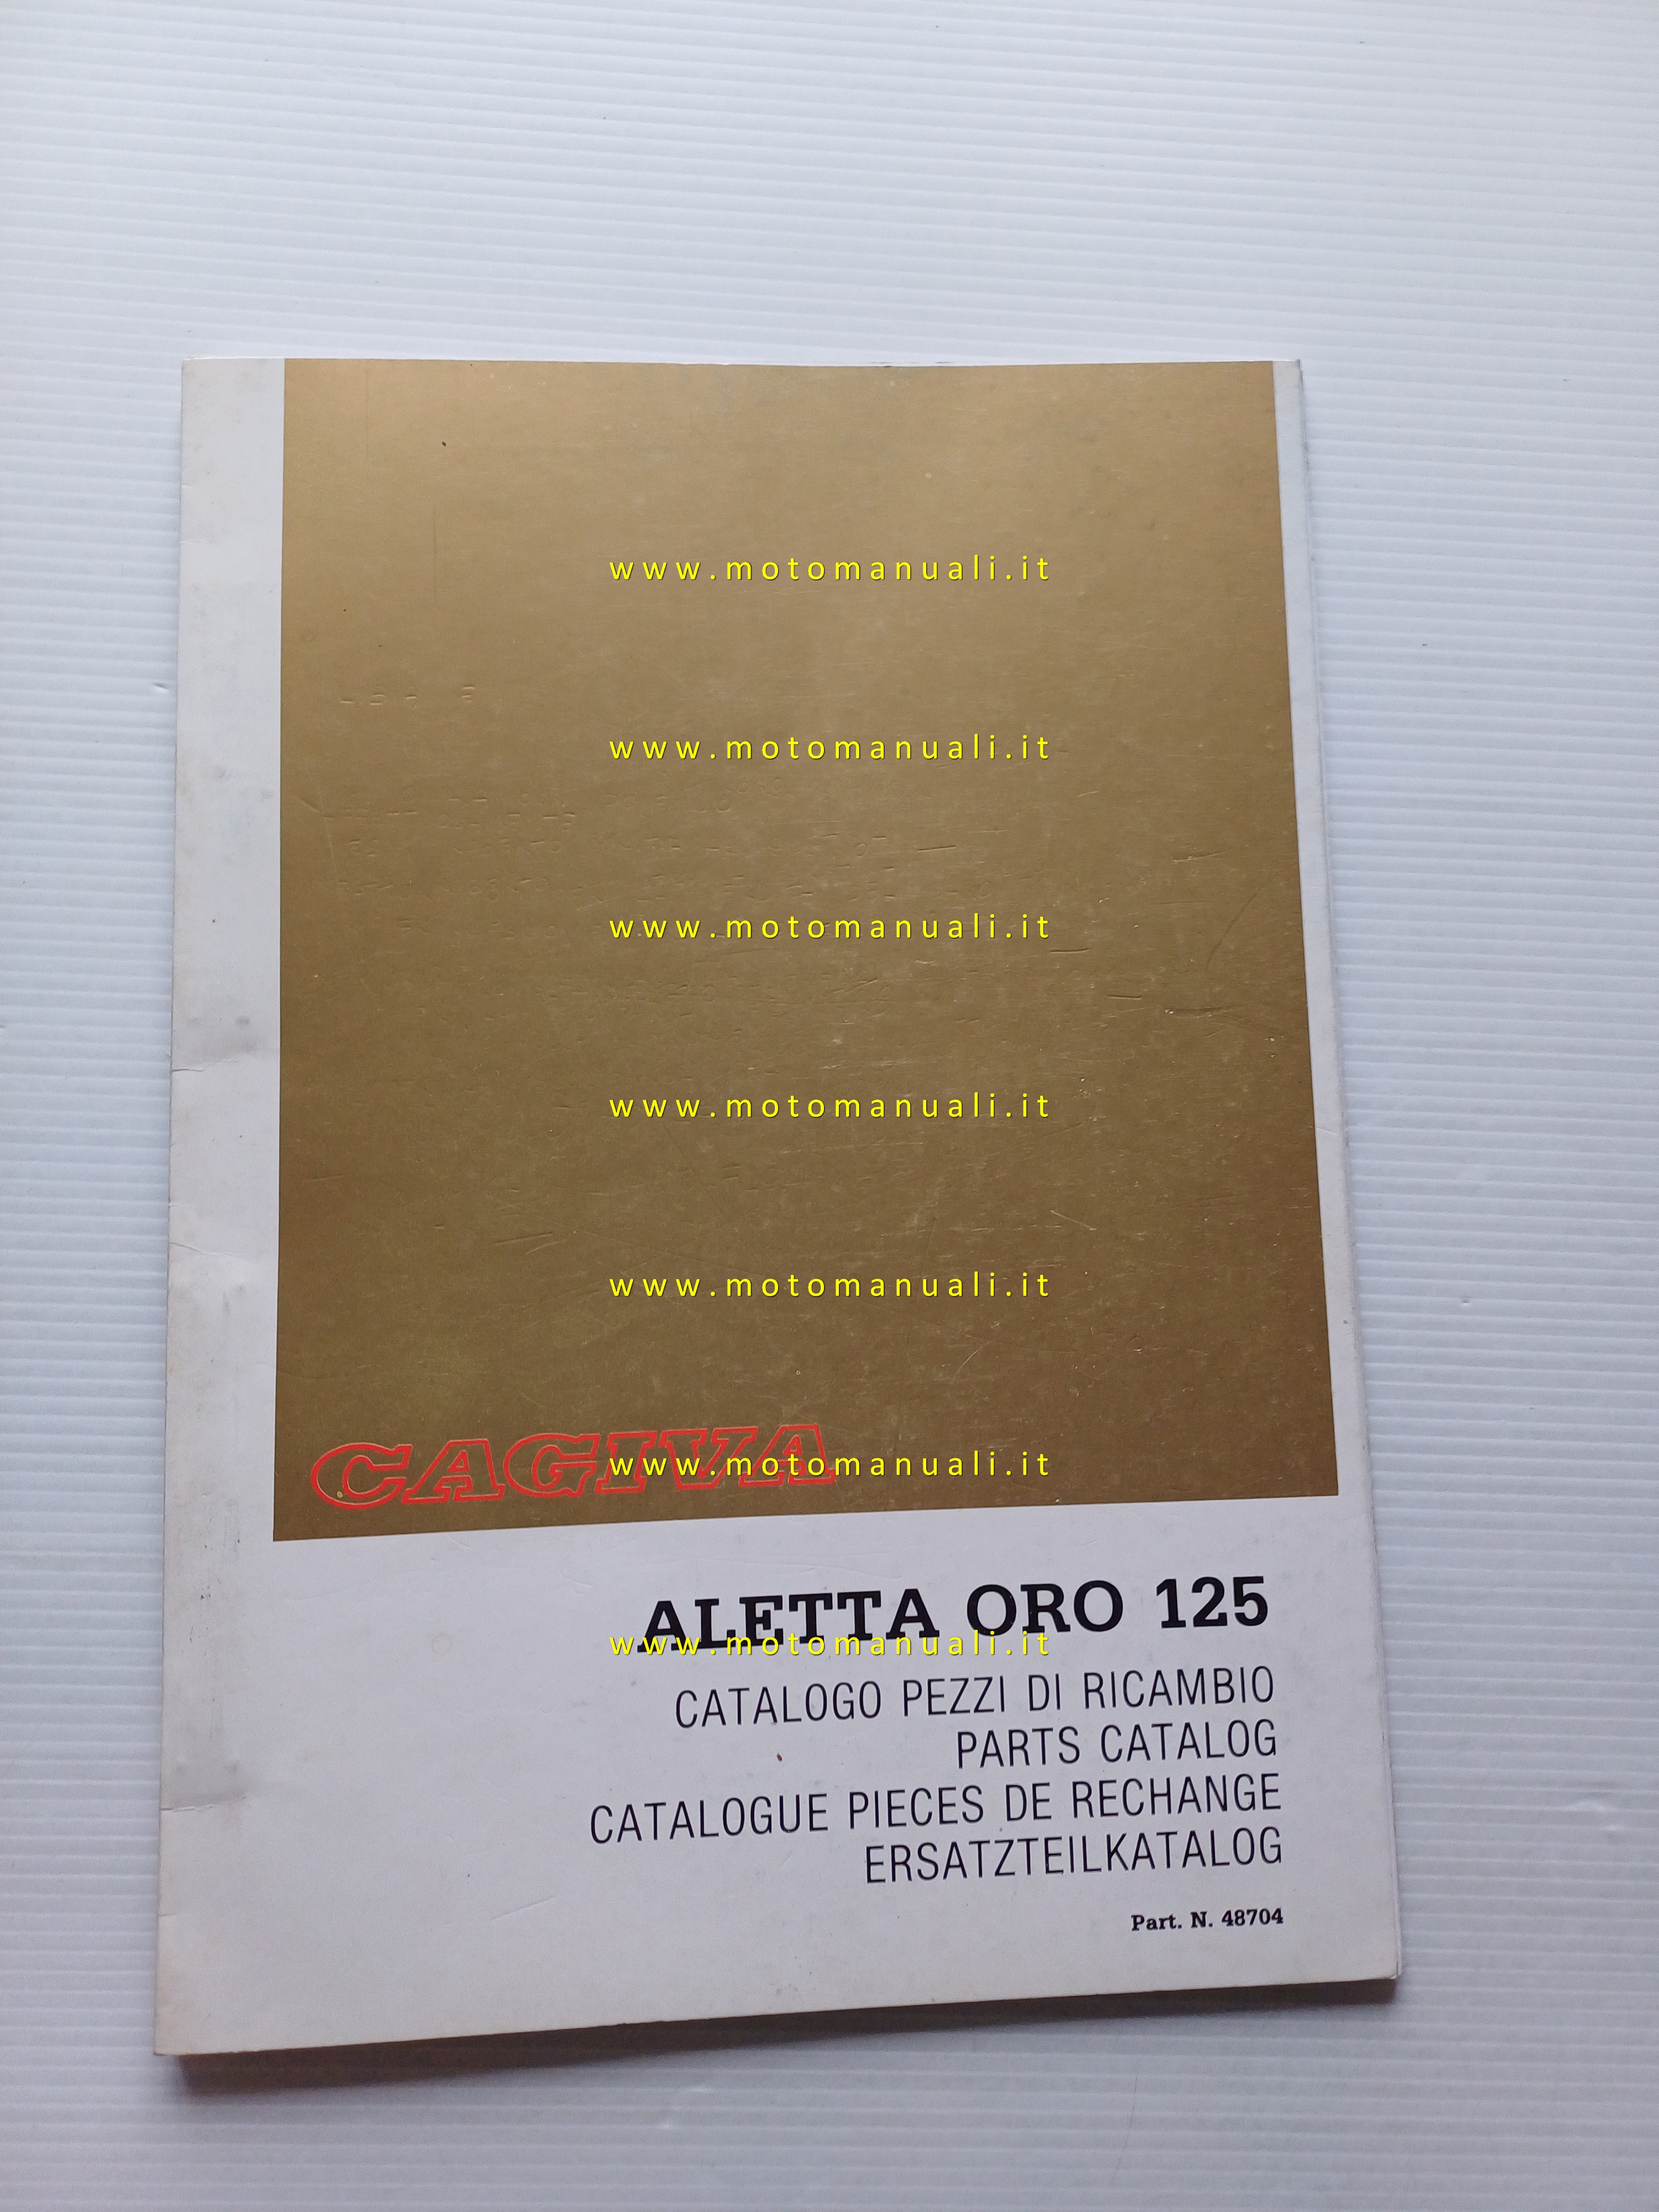 www.motomanuali.it
www.motomanuali.it
www.motomanuali.it
www.motomanuali.it
www.motomanuali.it
CAGIVA
www.motomanuali.it
ALETTA ORO 125
www.motomanuali.it
CATALOGO PEZZI DI RICAMBIO
PARTS CATALOG
CATALOGUE PIECES DE RECHANGE
ERSATZTEILKATALOG
Part. N. 48704